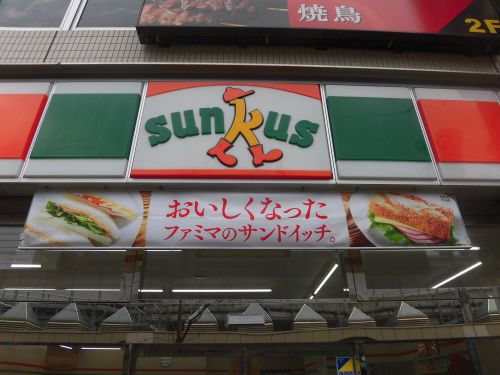 焼鳥
2F
sunkus
おいしくなった
ファミマのサンドイッチ。